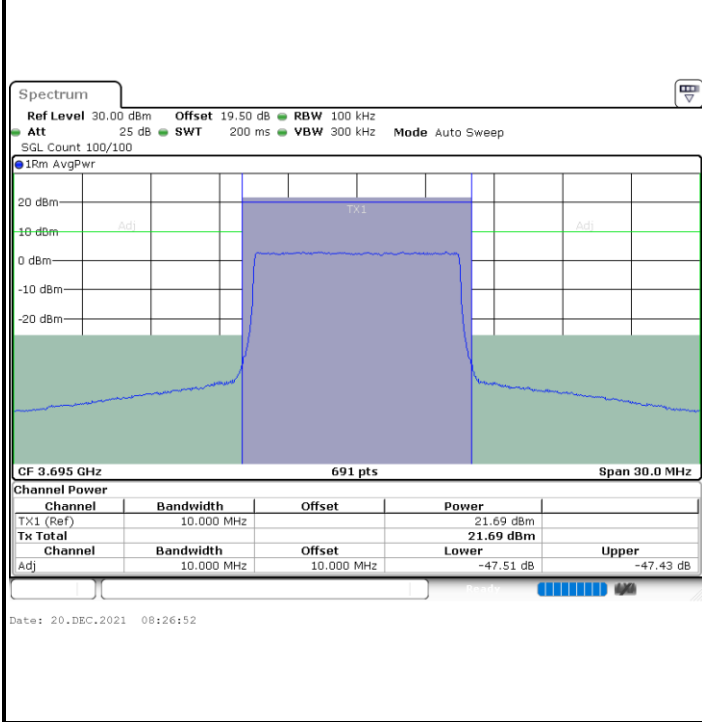 Spectrum
Ref Level 30.00 dBm Offset 19.50 dB RBW 100 kHz
Att 25 dB SWT 200 ms VBW 300 kHz Mode Auto Sweep
SGL Count 100/100
1Rm AvgPwr
20 dBm
TX1
Adj
Adj
10 dBm
0 dBm
-10 dBm
-20 dBm
CF 3.695 GHz 691 pts Span 30.0 MHz
Channel Power
Channel Bandwidth Offset Power
TX1 (Ref) 10.000 MHz 21.69 dBm
Tx Total 21.69 dBm
Channel Bandwidth Offset Lower Upper
Adj 10.000 MHz 10.000 MHz -47.51 dB -47.43 dB
Ready
Date: 20.DEC.2021 08:26:52